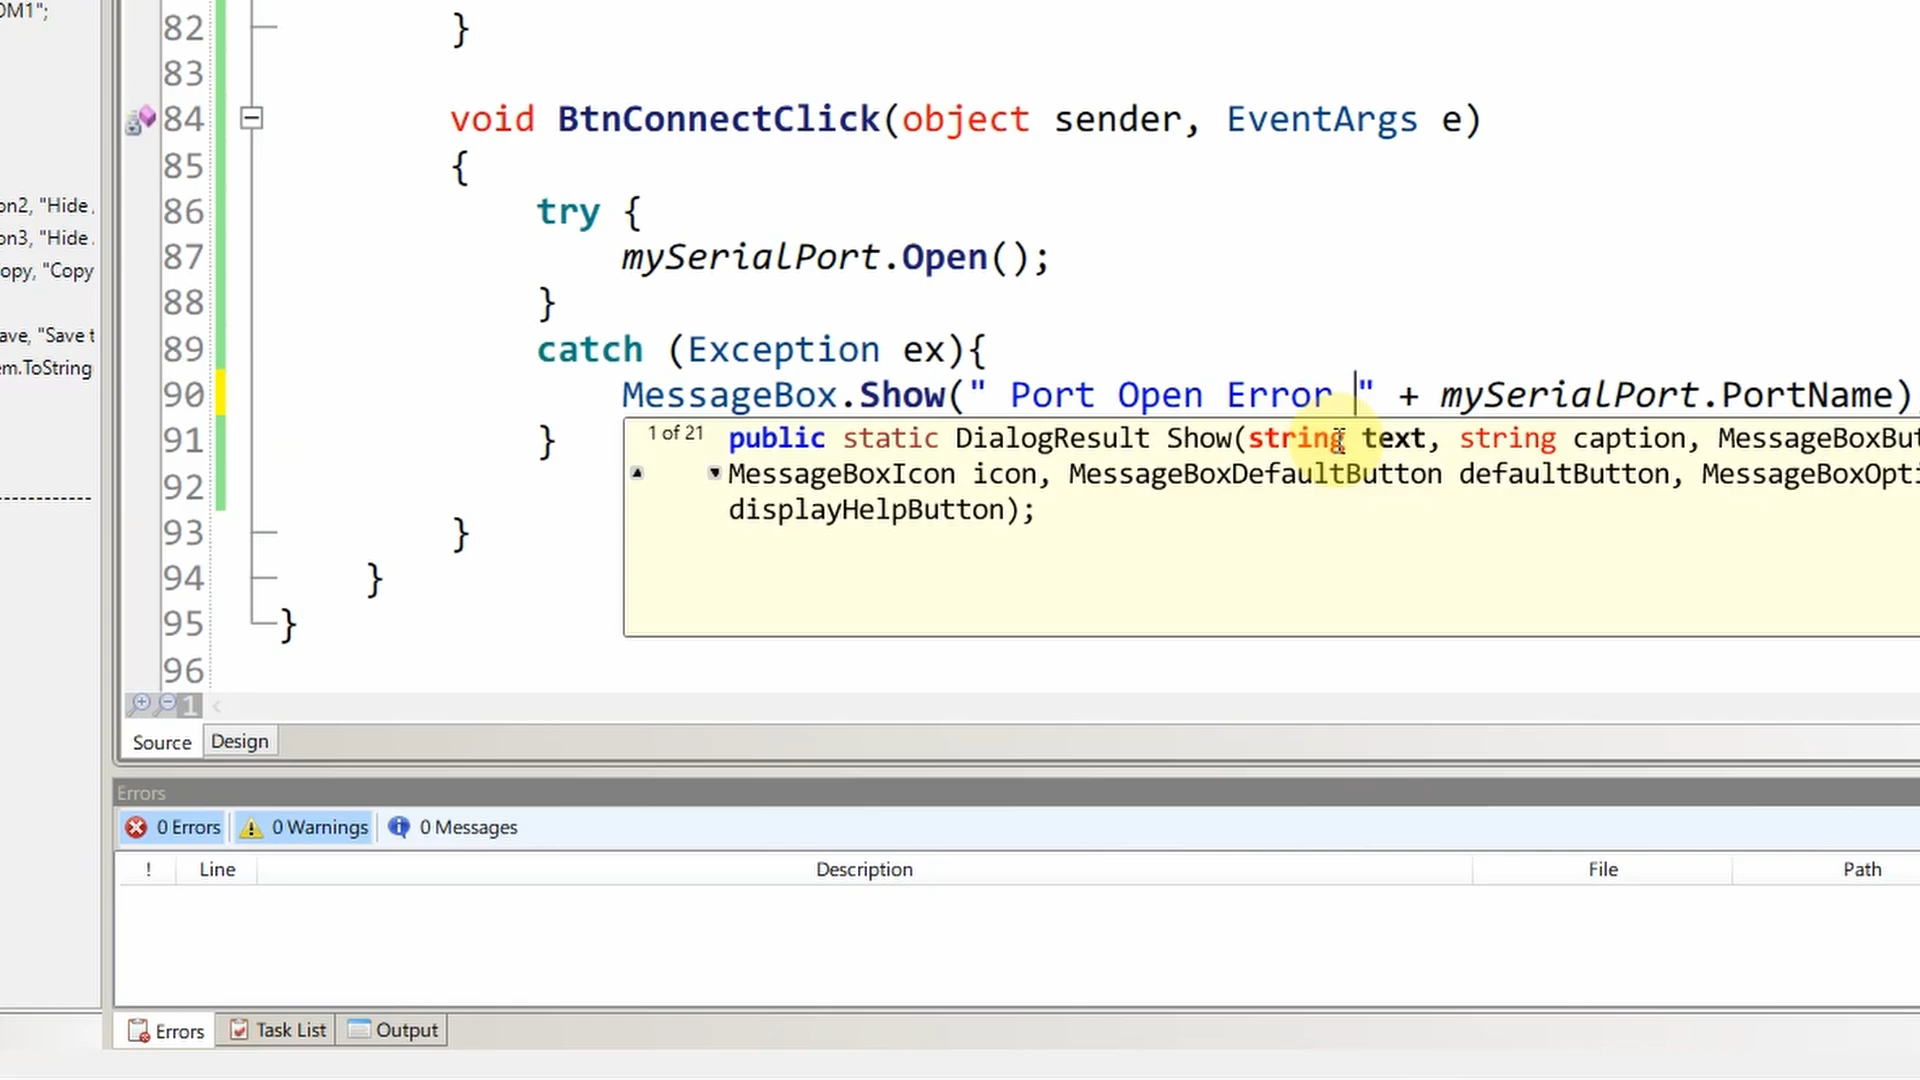 OM1";
on2, "Hide
on3, "Hide
opy, "Copy
ave, "Save t
em.ToString
82 }
83
84 void BtnConnectClick(object sender, EventArgs e)
85 {
86 try {
87 mySerialPort.Open();
88 }
89 catch (Exception ex){
90 MessageBox.Show(" Port Open Error " + mySerialPort.PortName)
91 }
92
93 }
94 }
95 }
96
1 of 21 public static DialogResult Show(string text, string caption, MessageBoxBut
MessageBoxIcon icon, MessageBoxDefaultButton defaultButton, MessageBoxOpti
displayHelpButton);
1
Source Design
Errors
0 Errors 0 Warnings 0 Messages
! Line Description File Path
Errors Task List Output